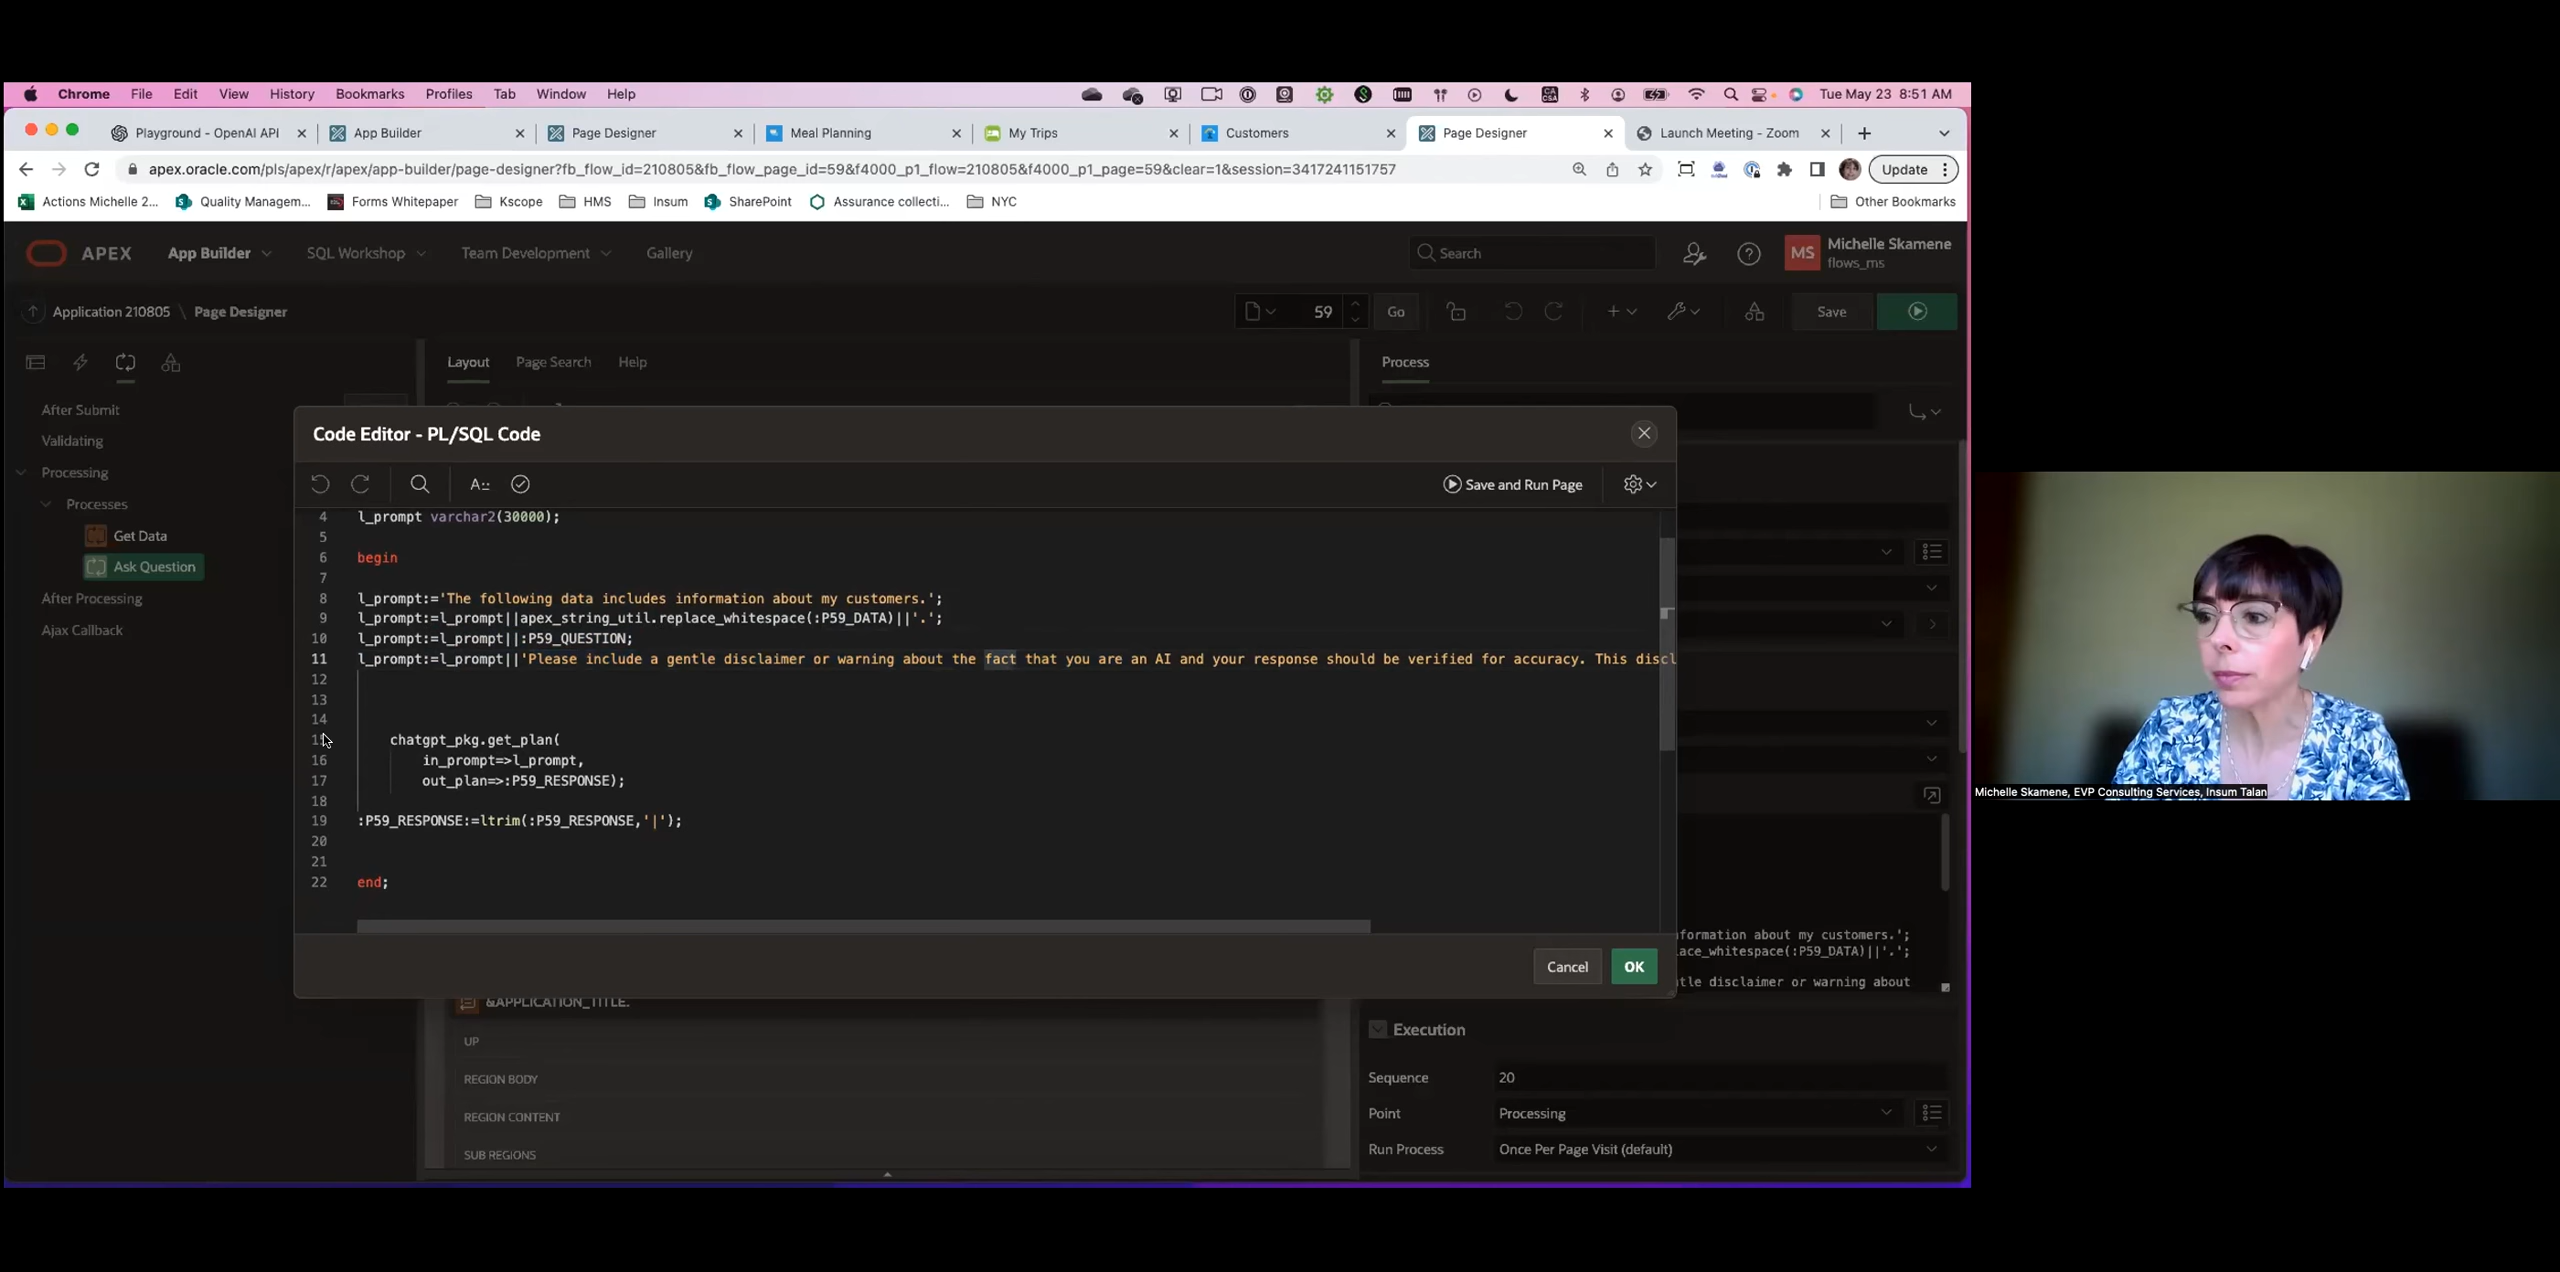 Chrome File Edit View History Bookmarks Profiles Tab Window Help Tue May 23 8:51 AM
Playground - OpenAI API App Builder Page Designer Meal Planning My Trips Customers Page Designer Launch Meeting - Zoom
apex.oracle.com/pls/apex/r/apex/app-builder/page-designer?fb_flow_id=210805&fb_flow_page_id=59&f4000_p1_flow=210805&f4000_p1_page=59&clear=1&session=3417241151757 Update
Actions Michelle 2... Quality Managem... Forms Whitepaper Kscope HMS Insum SharePoint Assurance collecti... NYC Other Bookmarks
APEX App Builder SQL Workshop Team Development Gallery Search MS Michelle Skamene
flows_ms
Application 210805 \ Page Designer 59 Go Save
Layout Page Search Help Process
After Submit
Validating
Processing
Processes
Get Data
Ask Question
After Processing
Ajax Callback
Code Editor - PL/SQL Code
A:: Save and Run Page
4 l_prompt varchar2(30000);
5
6 begin
7
8 l_prompt:='The following data includes information about my customers.';
9 l_prompt:=l_prompt||apex_string_util.replace_whitespace(:P59_DATA)||'.';
10 l_prompt:=l_prompt||:P59_QUESTION;
11 l_prompt:=l_prompt||'Please include a gentle disclaimer or warning about the fact that you are an AI and your response should be verified for accuracy. This discl
12
13
14
15 chatgpt_pkg.get_plan(
16 in_prompt=>l_prompt,
17 out_plan=>:P59_RESPONSE);
18
19 :P59_RESPONSE:=ltrim(:P59_RESPONSE,'|');
20
21
22 end;
Cancel OK
nformation about my customers.';
lace_whitespace(:P59_DATA)||'.';
tle disclaimer or warning about
&APPLICATION_TITLE.
UP
REGION BODY
REGION CONTENT
SUB REGIONS
Execution
Sequence 20
Point Processing
Run Process Once Per Page Visit (default)
Michelle Skamene, EVP Consulting Services, Insum Talan